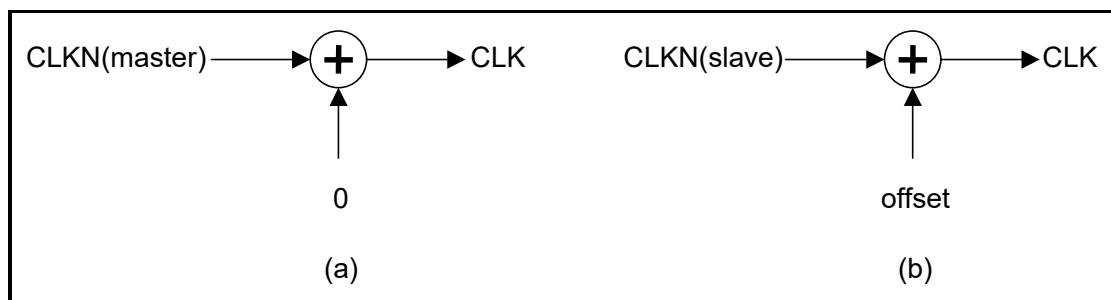 CLKN(master) + CLK
0
(a)
CLKN(slave) + CLK
offset
(b)